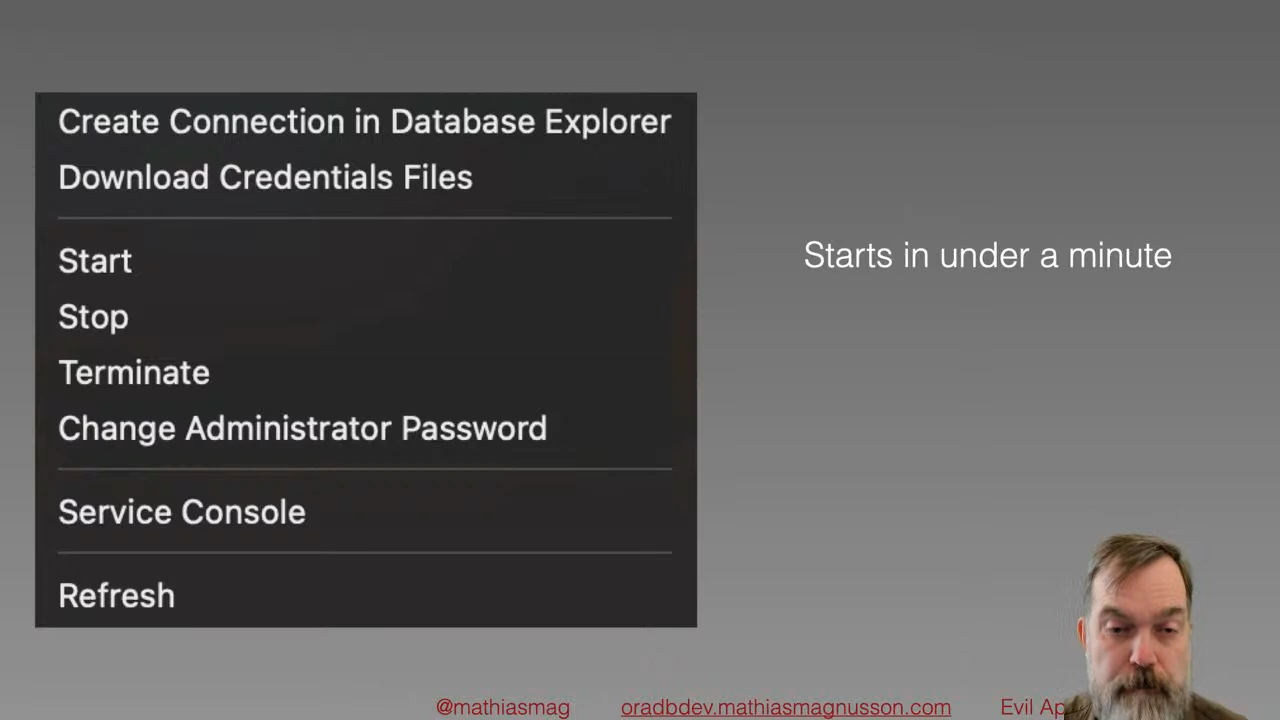 Create Connection in Database Explorer
Download Credentials Files
Start
Stop
Terminate
Change Administrator Password
Service Console
Refresh
Starts in under a minute
@mathiasmag oradbdev.mathiasmagnusson.com Evil